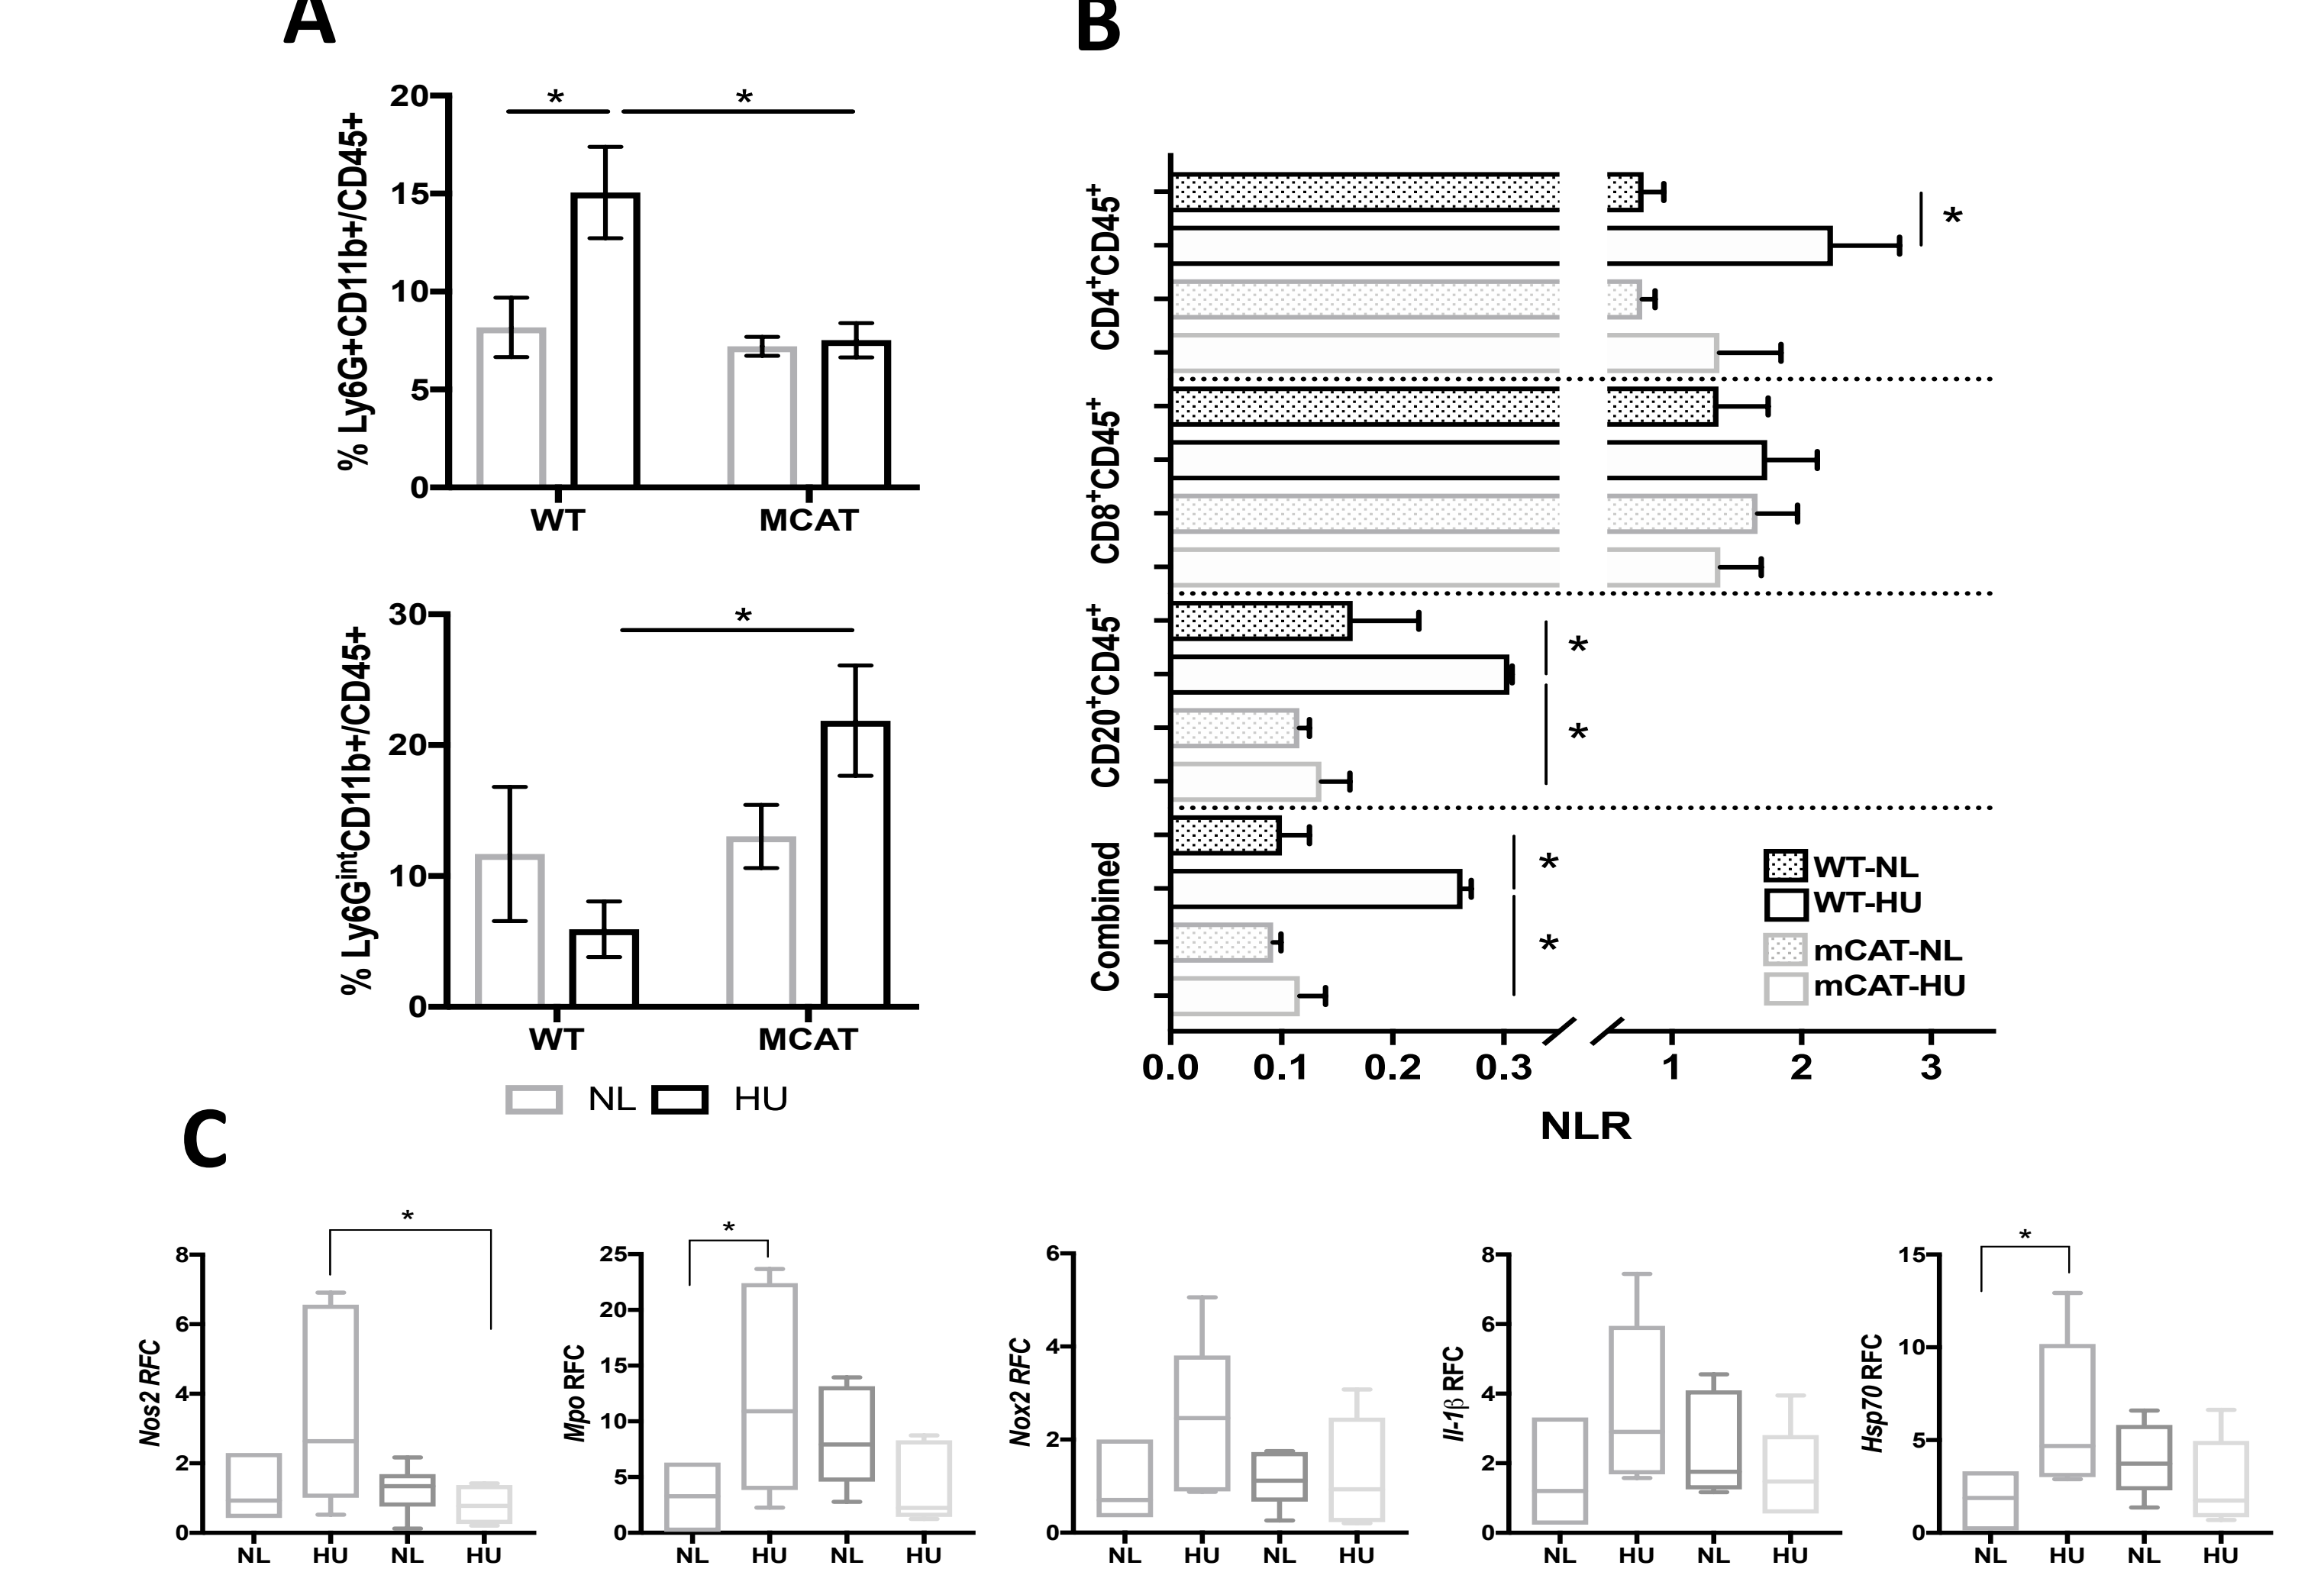 A
B
% Ly6G+CD11b+/CD45+
20
15
10
5
0
*
*
WT
MCAT
% Ly6GintCD11b+/CD45+
30
20
10
0
*
WT
MCAT
NL
HU
CD4+CD45+
CD8+CD45+
CD20+CD45+
Combined
*
*
*
*
*
WT-NL
WT-HU
mCAT-NL
mCAT-HU
0.0
0.1
0.2
0.3
1
2
3
NLR
C
Nos2 RFC
8
6
4
2
0
*
NL
HU
NL
HU
Mpo RFC
25
20
15
10
5
0
*
NL
HU
NL
HU
Nox2 RFC
6
4
2
0
NL
HU
NL
HU
Il-1β RFC
8
6
4
2
0
NL
HU
NL
HU
Hsp70 RFC
15
10
5
0
*
NL
HU
NL
HU